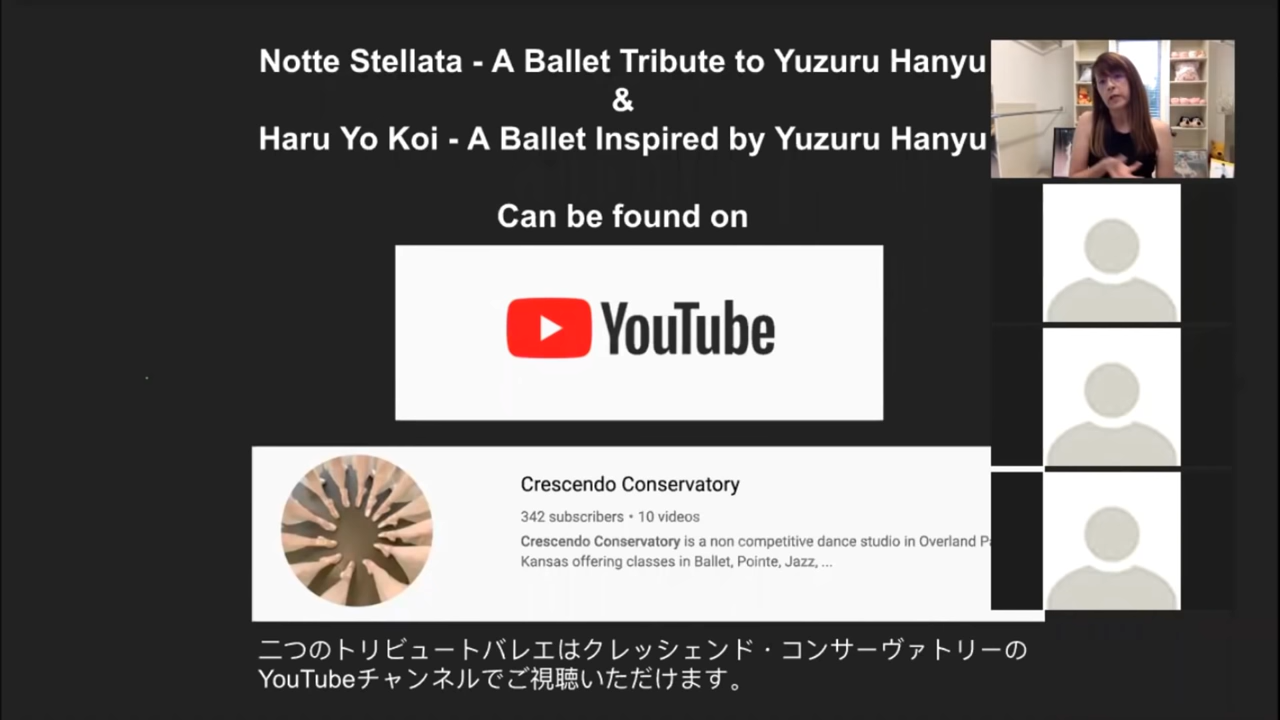 Notte Stellata - A Ballet Tribute to Yuzuru Hanyu
&
Haru Yo Koi - A Ballet Inspired by Yuzuru Hanyu
Can be found on
YouTube
Crescendo Conservatory
342 subscribers • 10 videos
Crescendo Conservatory is a non competitive dance studio in Overland
Kansas offering classes in Ballet, Pointe, Jazz, ...
二つのトリビュートバレエはクレッシェンド・コンサーヴァトリーの
YouTubeチャンネルでご視聴いただけます。